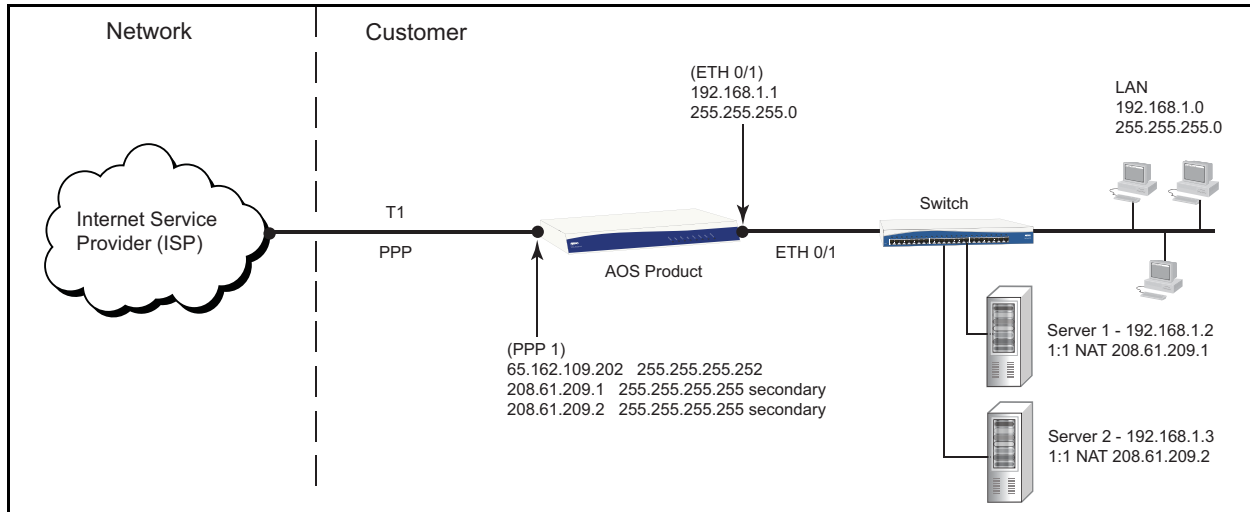 Network
Customer
(ETH 0/1)
192.168.1.1
255.255.255.0
LAN
192.168.1.0
255.255.255.0
Internet Service
Provider (ISP)
T1
PPP
AOS Product
ETH 0/1
Switch
(PPP 1)
65.162.109.202 255.255.255.252
208.61.209.1 255.255.255.255 secondary
208.61.209.2 255.255.255.255 secondary
Server 1 - 192.168.1.2
1:1 NAT 208.61.209.1
Server 2 - 192.168.1.3
1:1 NAT 208.61.209.2